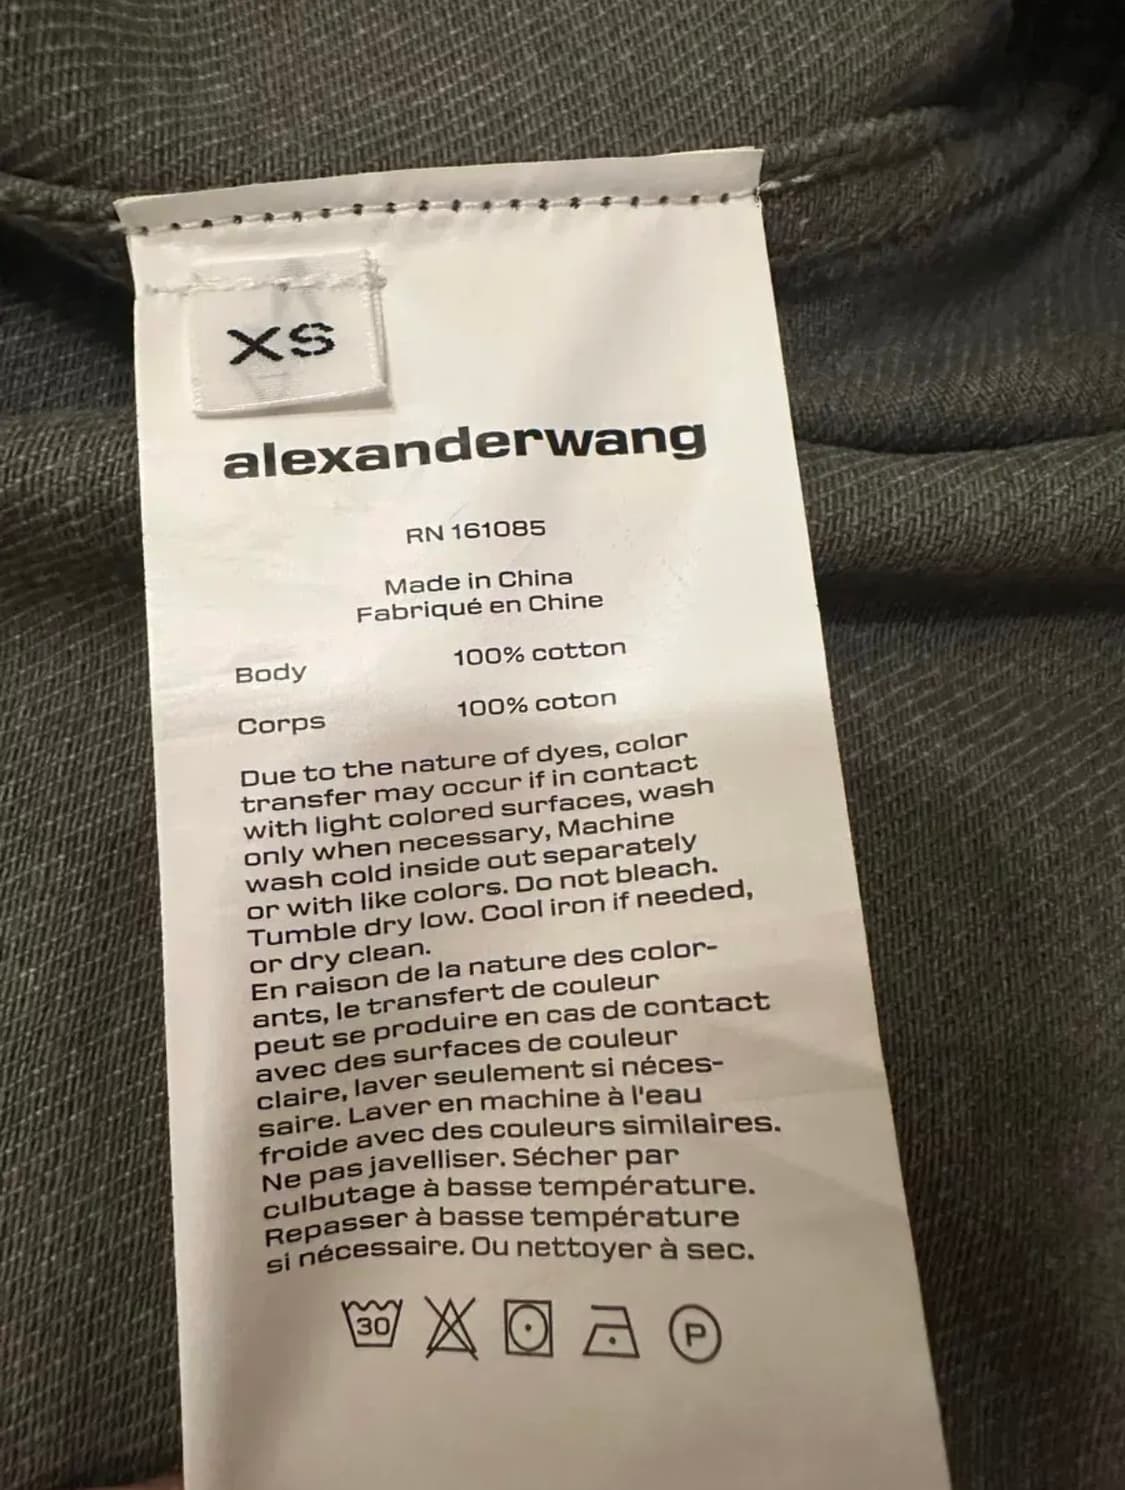 XS
alexanderwang
RN 161085
Made in China
Fabriqué en Chine
Body 100% cotton
Corps 100% coton
Due to the nature of dyes, color
transfer may occur if in contact
with light colored surfaces, wash
only when necessary, Machine
wash cold inside out separately
or with like colors. Do not bleach.
Tumble dry low. Cool iron if needed,
or dry clean.
En raison de la nature des color-
ants, le transfert de couleur
peut se produire en cas de contact
avec des surfaces de couleur
claire, laver seulement si néces-
saire. Laver en machine à l'eau
froide avec des couleurs similaires.
Ne pas javelliser. Sécher par
culbutage à basse température.
Repasser à basse température
si nécessaire. Ou nettoyer à sec.
30 P